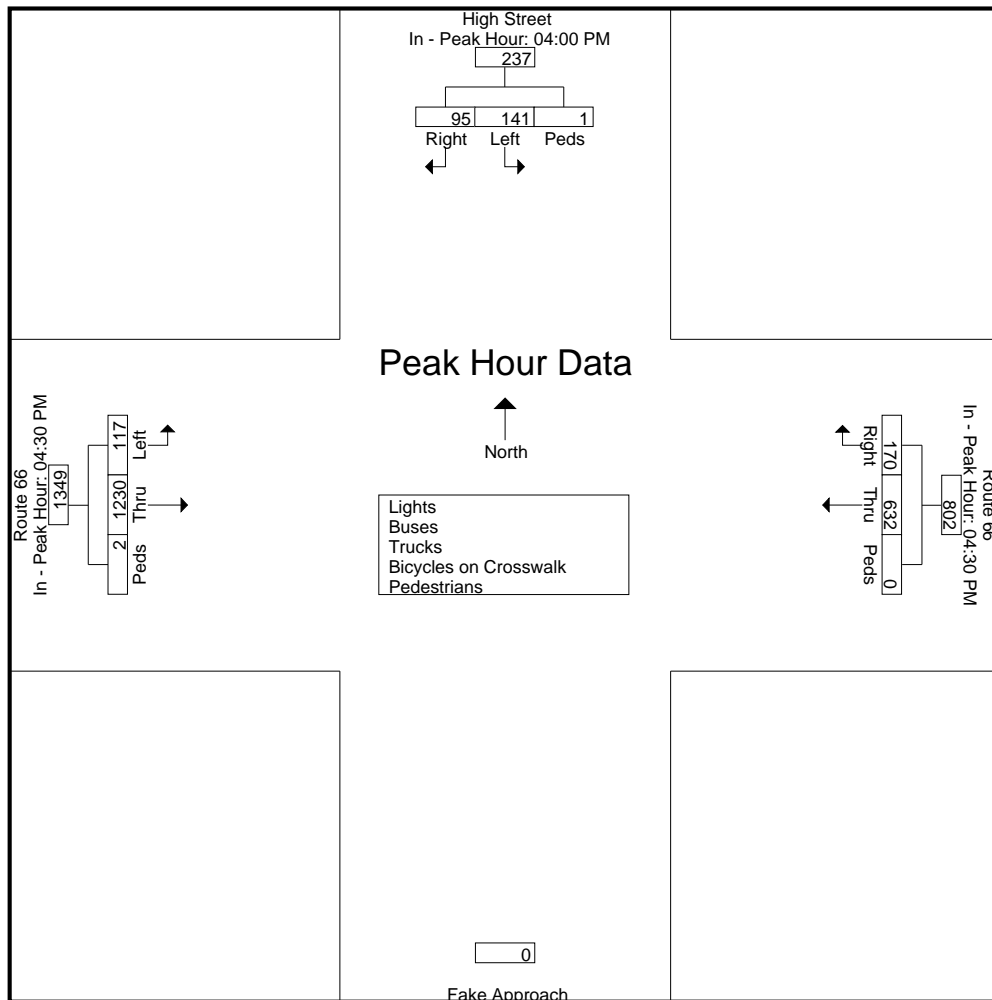 High Street
In - Peak Hour: 04:00 PM
237
95 141 1
Right Left Peds
Peak Hour Data
North
Lights
Buses
Trucks
Bicycles on Crosswalk
Pedestrians
Route 66
In - Peak Hour: 04:30 PM
1349
117 1230 2
Left Thru Peds
Route 66
In - Peak Hour: 04:30 PM
802
170 632 0
Right Thru Peds
0
Fake Approach